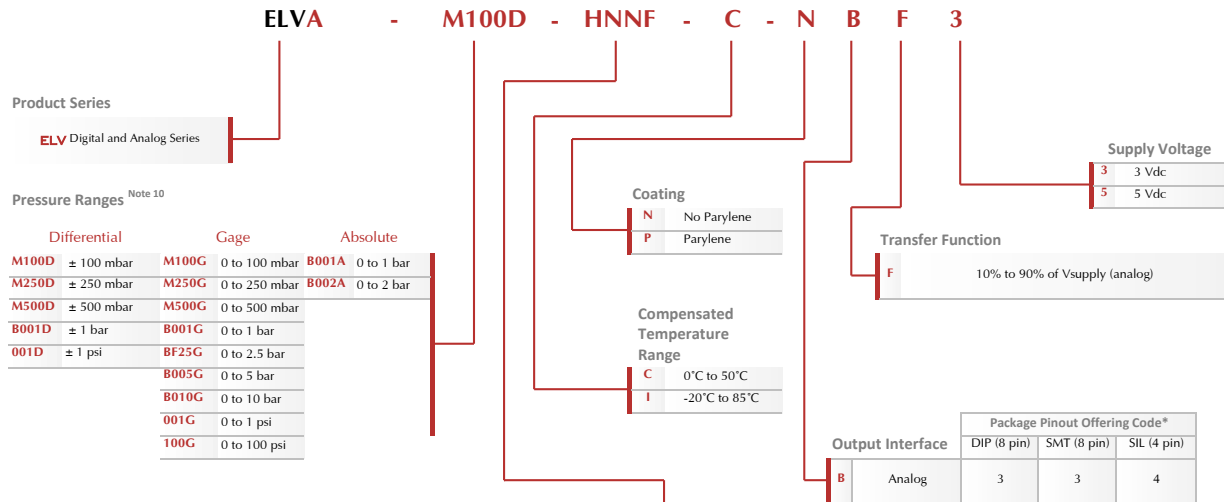 ELVA - M100D - HNNF - C - N B F 3
Product Series
ELV Digital and Analog Series
Pressure Ranges Note 10
Differential Gage Absolute
M100D ± 100 mbar M100G 0 to 100 mbar B001A 0 to 1 bar
M250D ± 250 mbar M250G 0 to 250 mbar B002A 0 to 2 bar
M500D ± 500 mbar M500G 0 to 500 mbar
B001D ± 1 bar B001G 0 to 1 bar
001D ± 1 psi BF25G 0 to 2.5 bar
B005G 0 to 5 bar
B010G 0 to 10 bar
001G 0 to 1 psi
100G 0 to 100 psi
Coating
N No Parylene
P Parylene
Compensated
Temperature
Range
C 0°C to 50°C
I -20°C to 85°C
Supply Voltage
3 3 Vdc
5 5 Vdc
Transfer Function
F 10% to 90% of Vsupply (analog)
Package Pinout Offering Code*
Output Interface DIP (8 pin) SMT (8 pin) SIL (4 pin)
B Analog 3 3 4